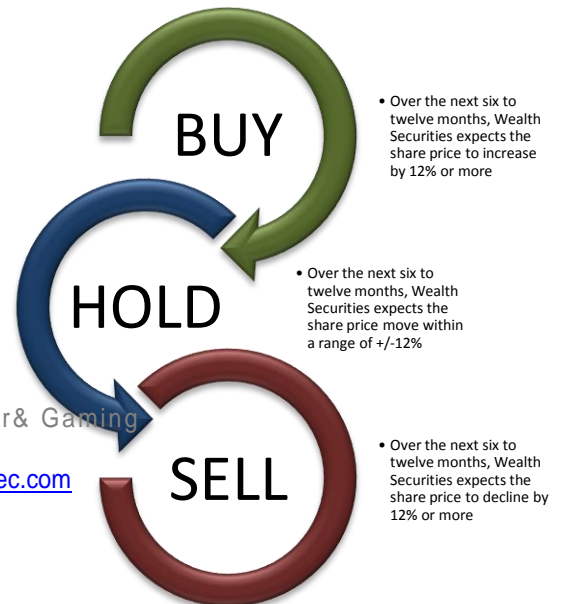 BUY
• Over the next six to
twelve months, Wealth
Securities expects the
share price to increase
by 12% or more
HOLD
• Over the next six to
twelve months, Wealth
Securities expects the
share price move within
a range of +/-12%
r& Gaming
ec.com
SELL
• Over the next six to
twelve months, Wealth
Securities expects the
share price to decline by
12% or more